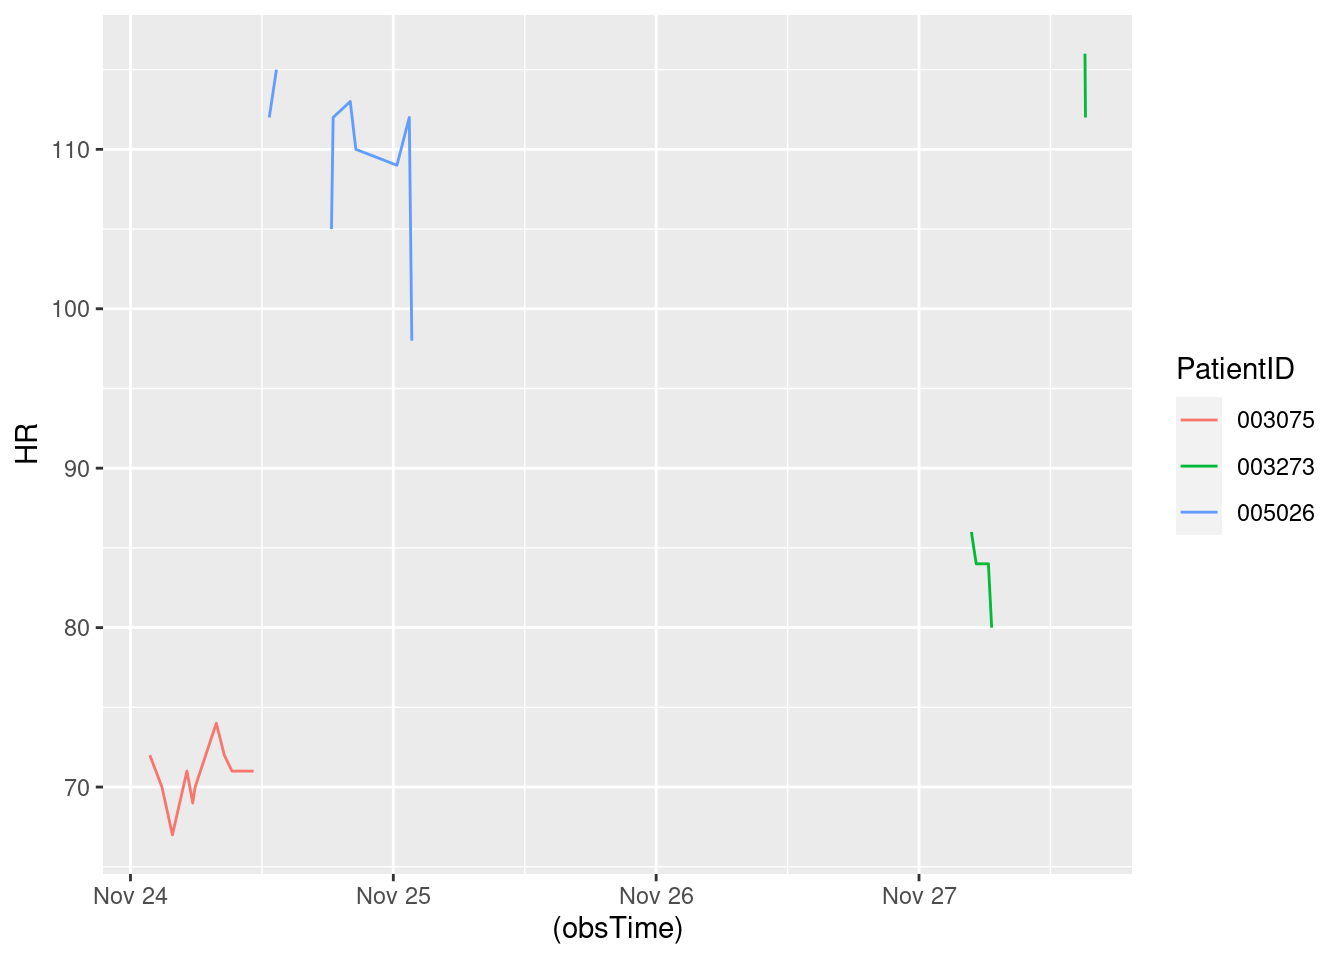 110
100
90
80
70
HR
Nov 24
Nov 25
Nov 26
Nov 27
(obsTime)
PatientID
003075
003273
005026